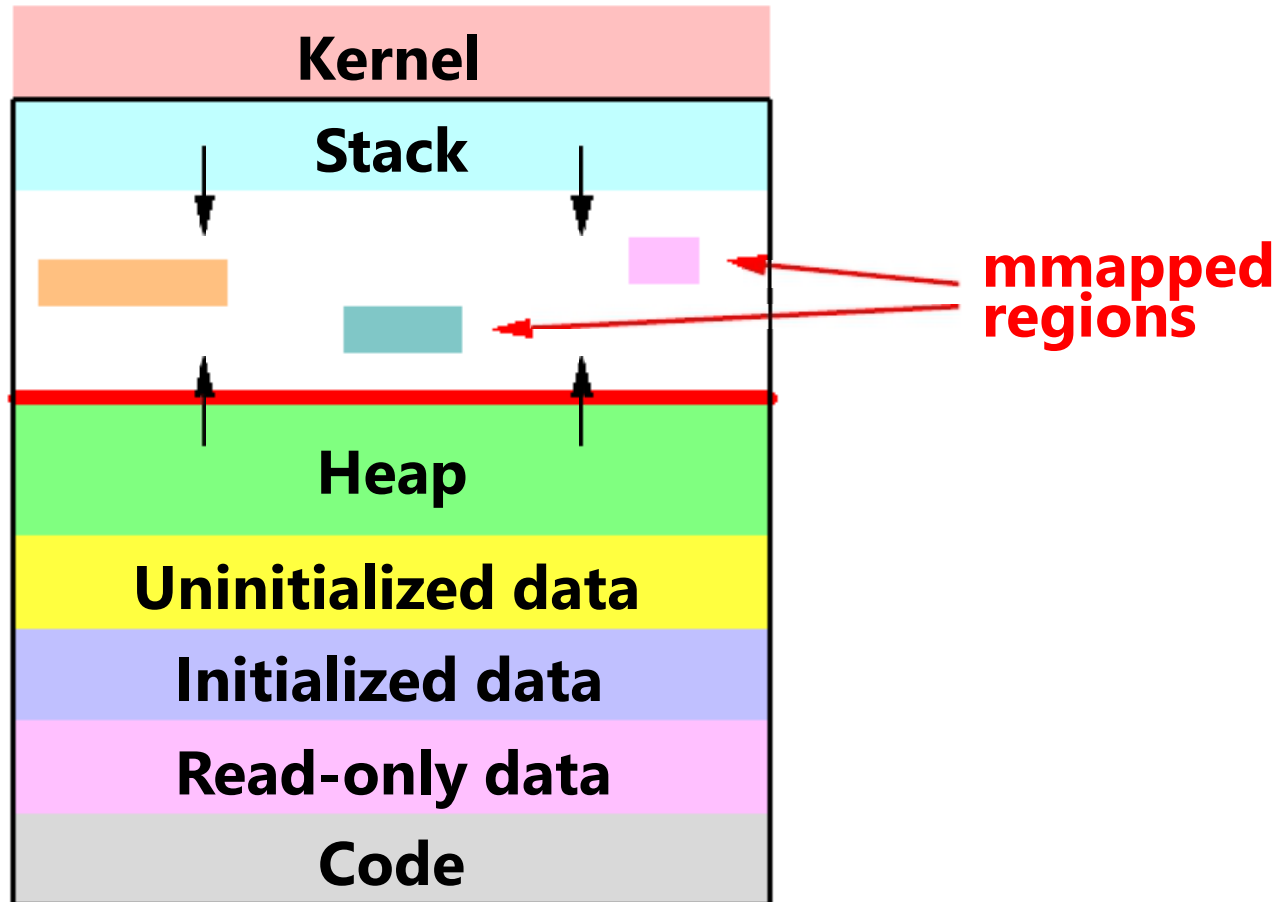 Kernel
Stack
mmapped
regions
Heap
Uninitialized data
Initialized data
Read-only data
Code